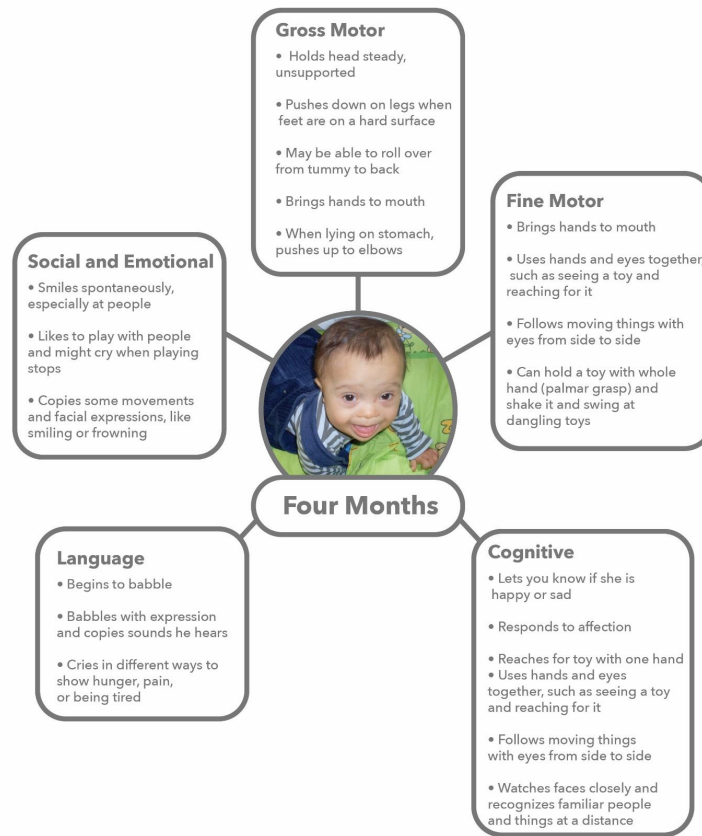 Gross Motor
• Holds head steady,
unsupported
• Pushes down on legs when
feet are on a hard surface
• May be able to roll over
from tummy to back
• Brings hands to mouth
• When lying on stomach,
pushes up to elbows
Fine Motor
• Brings hands to mouth
• Uses hands and eyes together,
such as seeing a toy and
reaching for it
• Follows moving things with
eyes from side to side
• Can hold a toy with whole
hand (palmar grasp) and
shake it and swing at
dangling toys
Social and Emotional
• Smiles spontaneously,
especially at people
• Likes to play with people
and might cry when playing
stops
• Copies some movements
and facial expressions, like
smiling or frowning
Four Months
Language
• Begins to babble
• Babbles with expression
and copies sounds he hears
• Cries in different ways to
show hunger, pain,
or being tired
Cognitive
• Lets you know if she is
happy or sad
• Responds to affection
• Reaches for toy with one hand
• Uses hands and eyes
together, such as seeing a toy
and reaching for it
• Follows moving things
with eyes from side to side
• Watches faces closely and
recognizes familiar people
and things at a distance